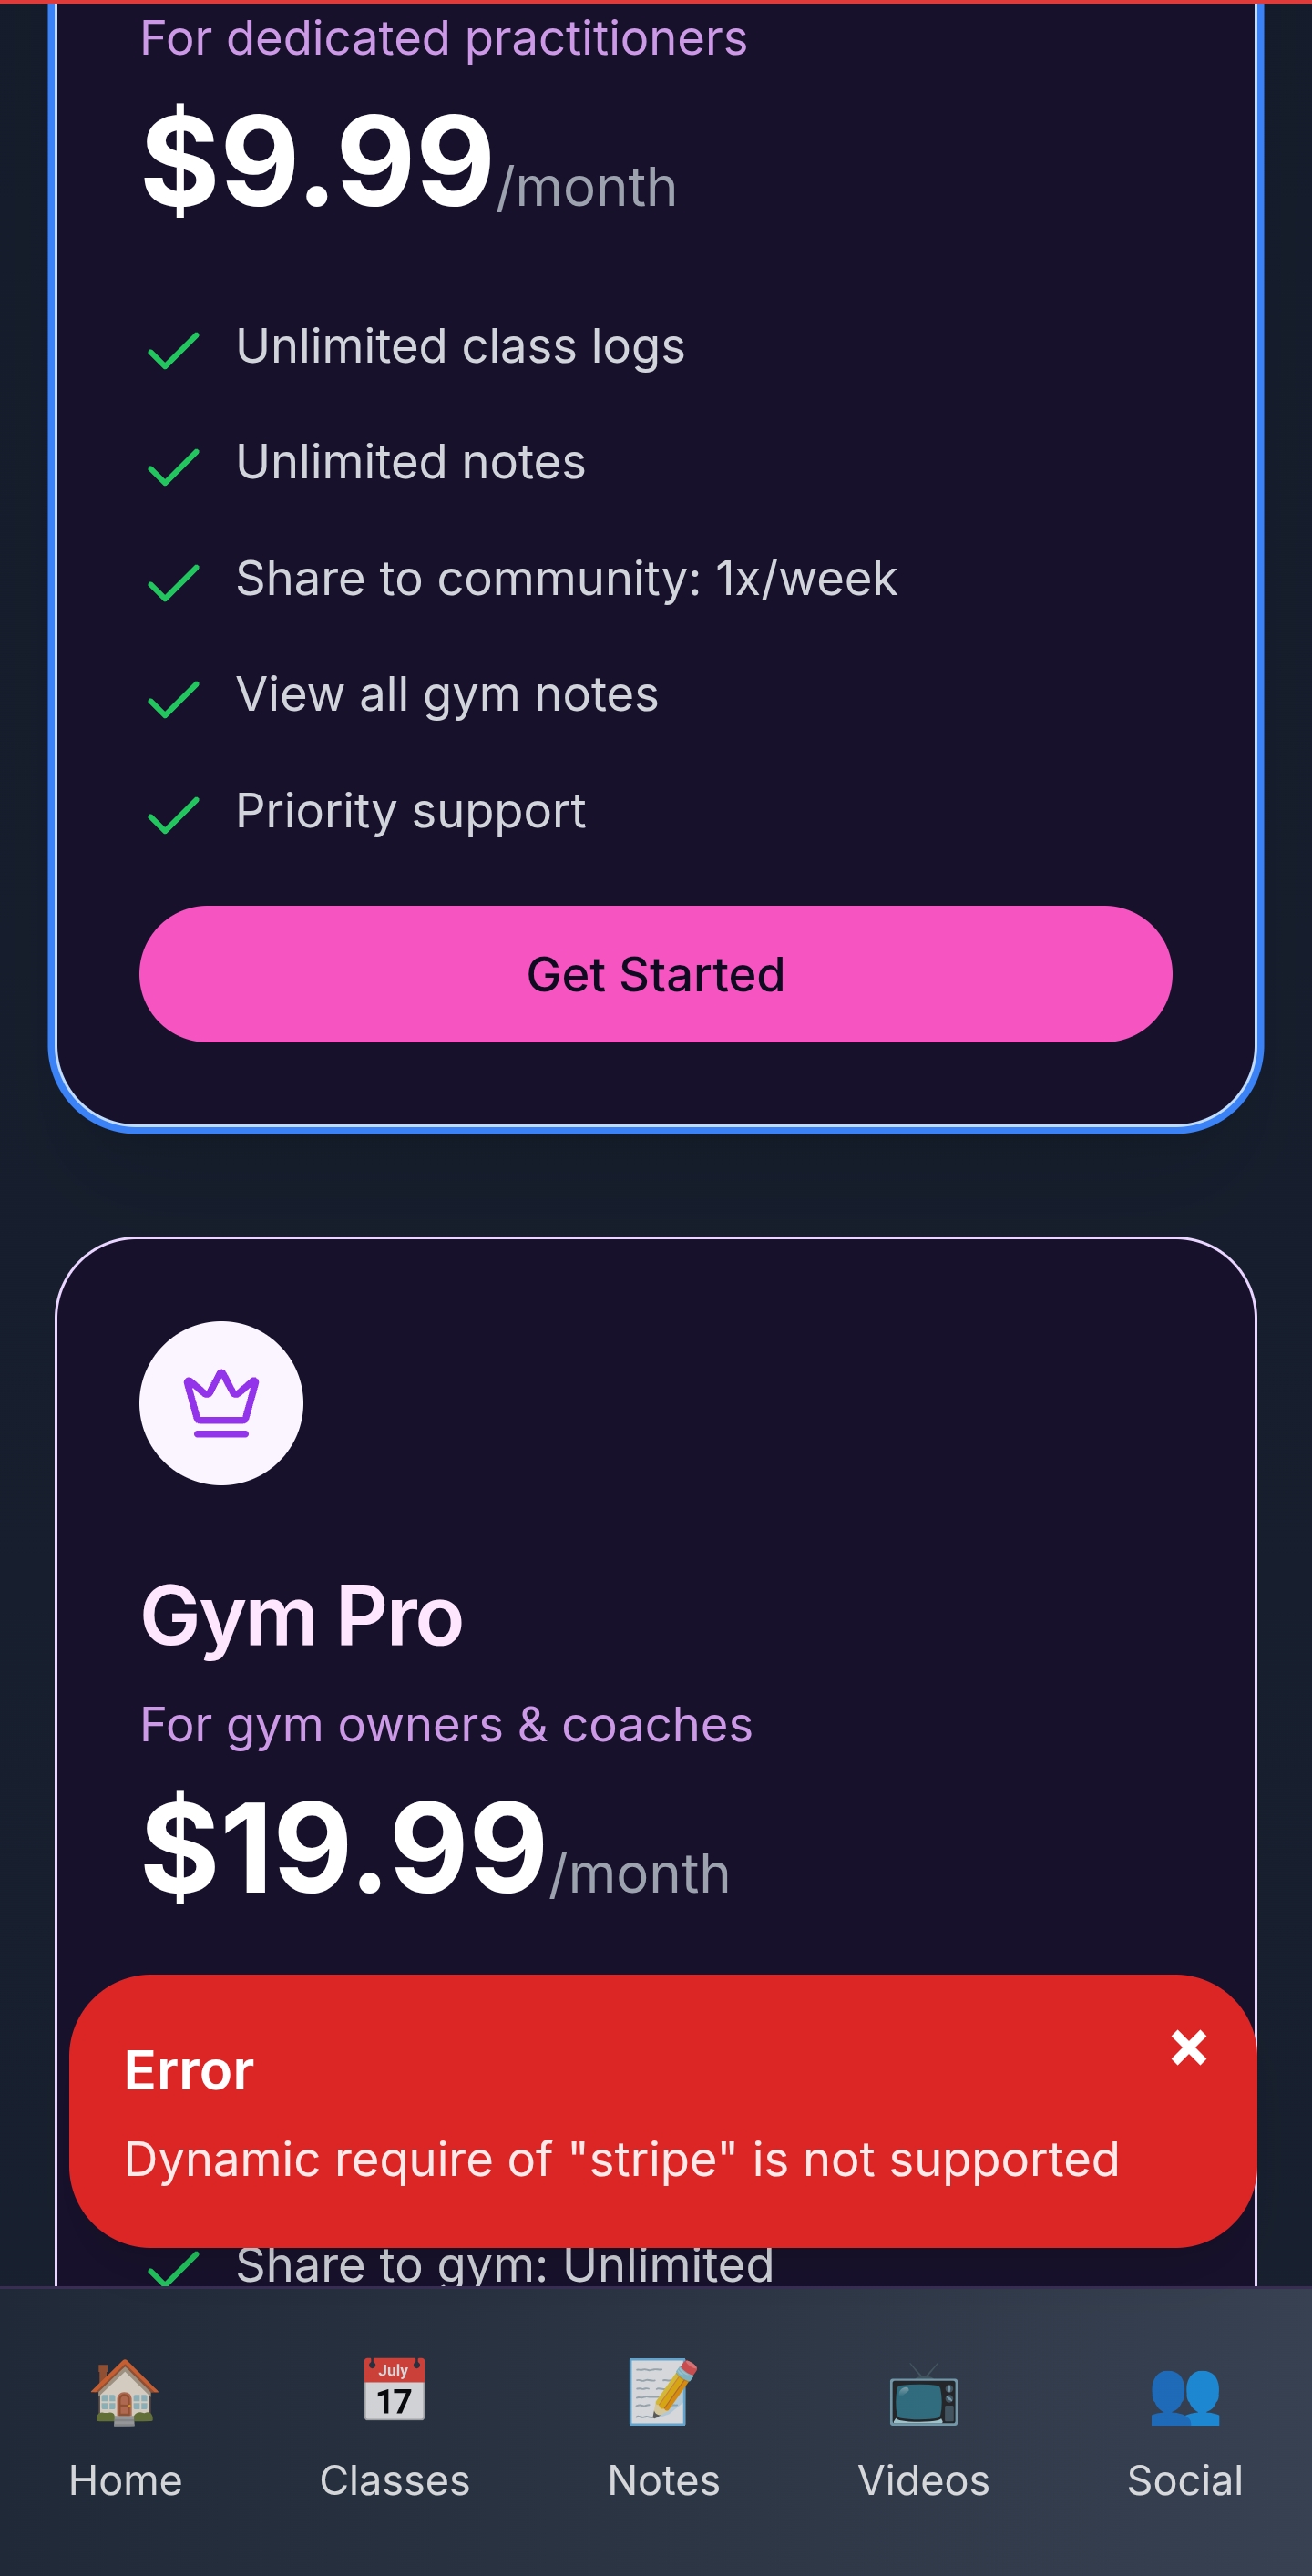 For dedicated practitioners
$9.99/month
Unlimited class logs
Unlimited notes
Share to community: 1x/week
View all gym notes
Priority support
Get Started
Gym Pro
For gym owners & coaches
$19.99/month
Error
Dynamic require of "stripe" is not supported
Share to gym: Unlimited
July
17
Home
Classes
Notes
Videos
Social